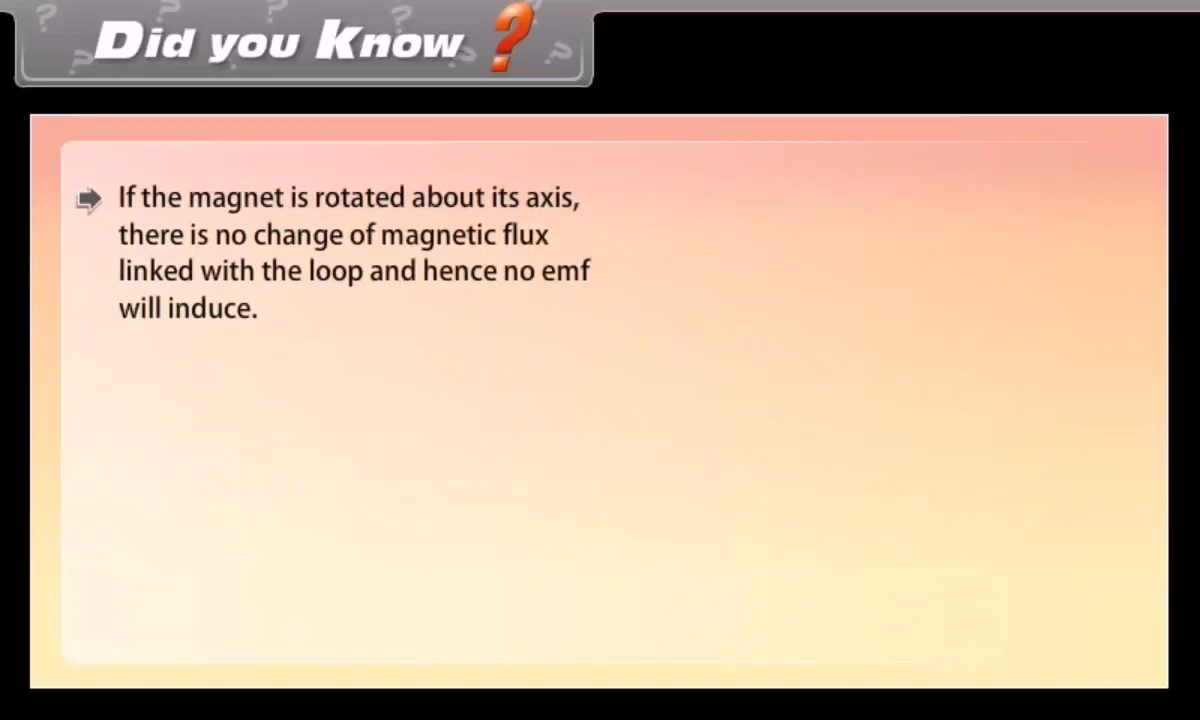 Did you Know ?
If the magnet is rotated about its axis,
there is no change of magnetic flux
linked with the loop and hence no emf
will induce.